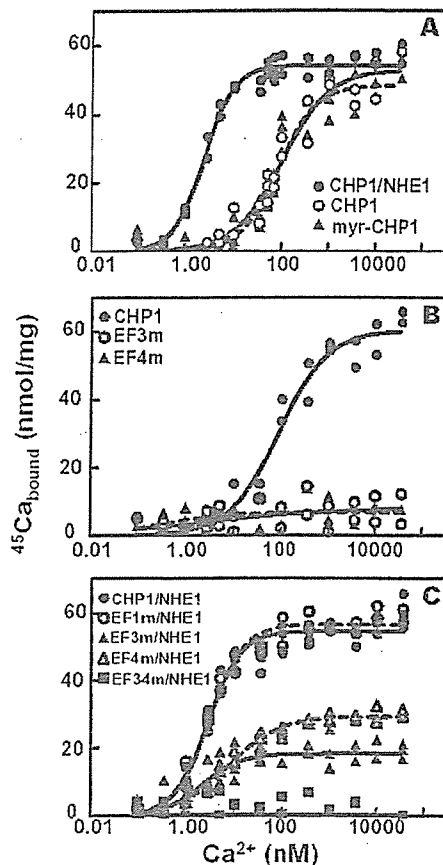 A
60
40
20
0
CHP1/NHE1
CHP1
myr-CHP1
0.01 1.00 100 10000
B
CHP1
EF3m
EF4m
60
40
20
0
0.01 1.00 100 10000
C
CHP1/NHE1
EF1m/NHE1
EF3m/NHE1
EF4m/NHE1
EF34m/NHE1
60
40
20
0
0.01 1.00 100 10000
45Cabound (nmol/mg)
Ca2+ (nM)